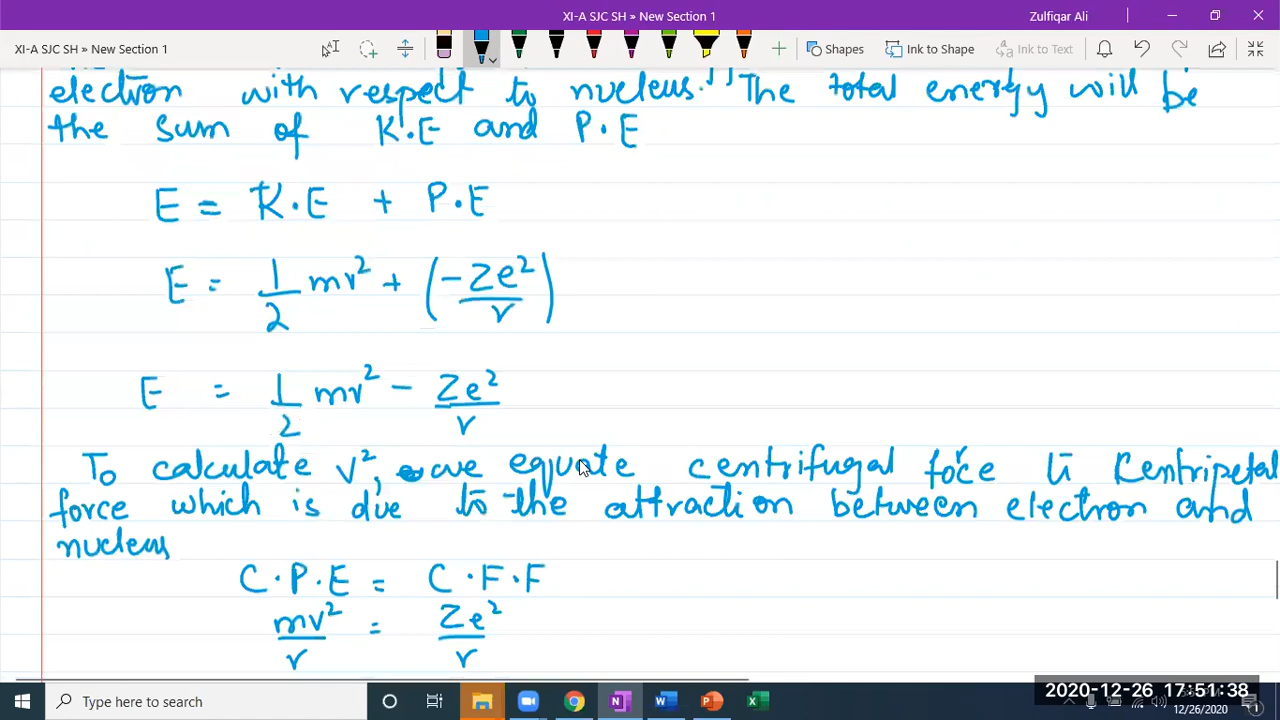 XI-A SJC SH » New Section 1
Zulfiqar Ali
XI-A SJC SH » New Section 1
Shapes
Ink to Shape
Ink to Text
electron with respect to nucleus. The total energy will be
the sum of K.E and P.E
E = K.E + P.E
E = 1/2 mv² + (-Ze²/r)
E = 1/2 mv² - Ze²/r
To calculate v², we equate centrifugal force to Centripetal
force which is due to the attraction between electron and
nucleus
C.P.E = C.F.F
mv²/r = Ze²/r
Type here to search
2020-12-26 17:51:38
12/26/2020